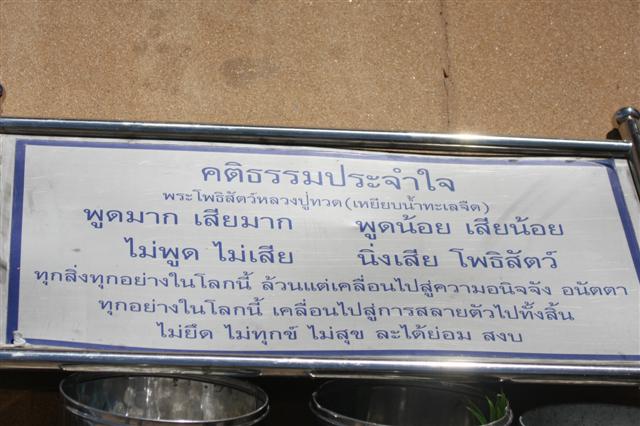 คติธรรมประจำใจ
พระโพธิสัตว์หลวงปู่ทวด(เหยียบน้ำทะเลจืด)
พูดมาก เสียมาก พูดน้อย เสียน้อย
ไม่พูด ไม่เสีย นิ่งเสีย โพธิสัตว์
ทุกสิ่งทุกอย่างในโลกนี้ ล้วนแต่เคลื่อนไปสู่ความอนิจจัง อนัตตา
ทุกอย่างในโลกนี้ เคลื่อนไปสู่การสลายตัวไปทั้งสิ้น
ไม่ยึด ไม่ทุกข์ ไม่สุข ละได้ย่อม สงบ